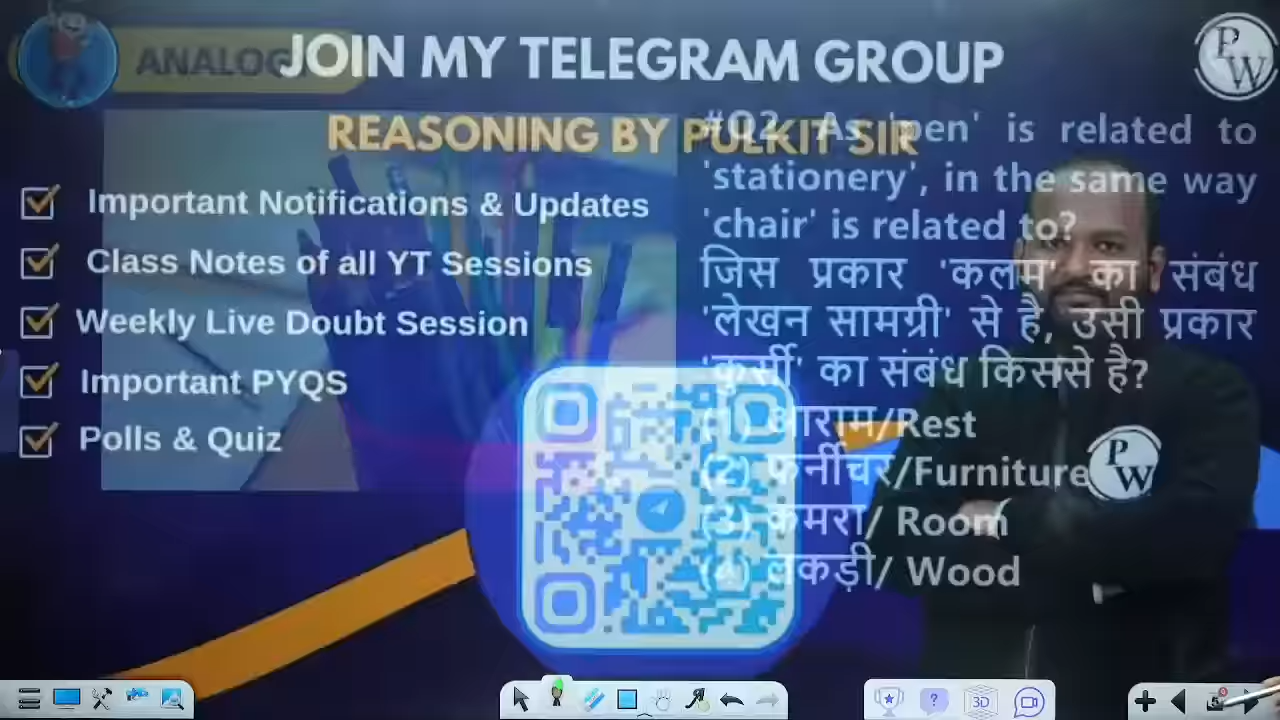 ANALOG
JOIN MY TELEGRAM GROUP
PW
REASONING BY PULKIT SIR
Important Notifications & Updates
Class Notes of all YT Sessions
Weekly Live Doubt Session
Important PYQS
Polls & Quiz
#Q2. As 'pen' is related to
'stationery', in the same way
'chair' is related to?
जिस प्रकार 'कलम' का संबंध
'लेखन सामग्री' से है, उसी प्रकार
'कुर्सी' का संबंध किससे है?
(1) आराम/Rest
(2) फर्नीचर/Furniture
(3) कमरा/ Room
(4) लकड़ी/ Wood
PW
?
3D